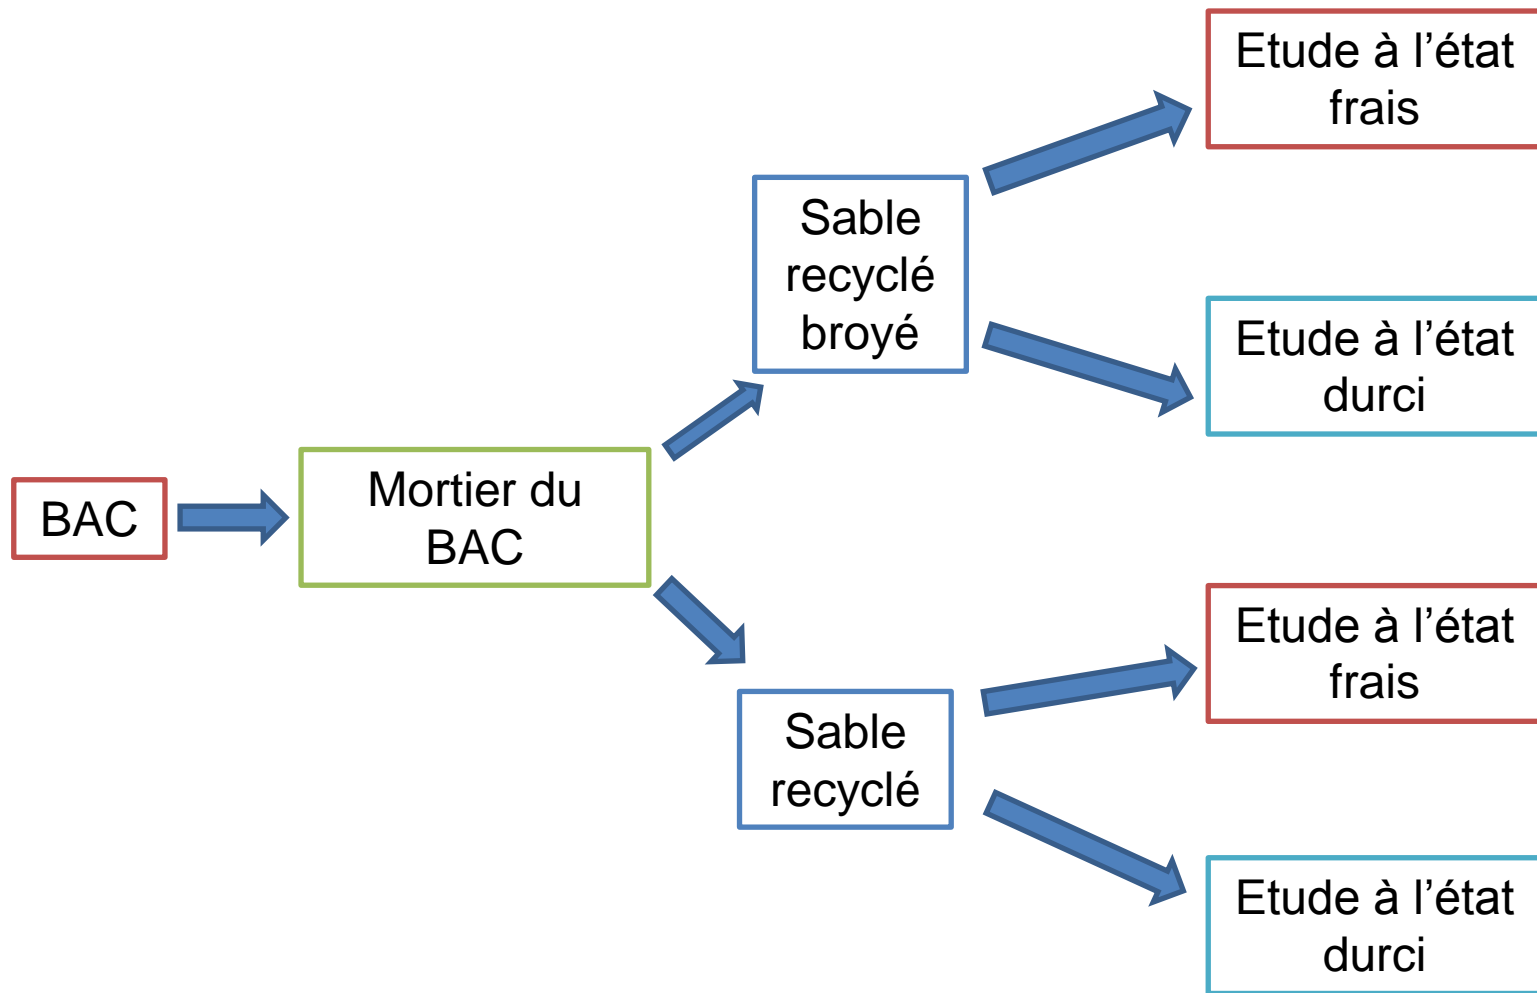 BAC
Mortier du
BAC
Sable
recyclé
broyé
Sable
recyclé
Etude à l’état
frais
Etude à l’état
durci
Etude à l’état
frais
Etude à l’état
durci